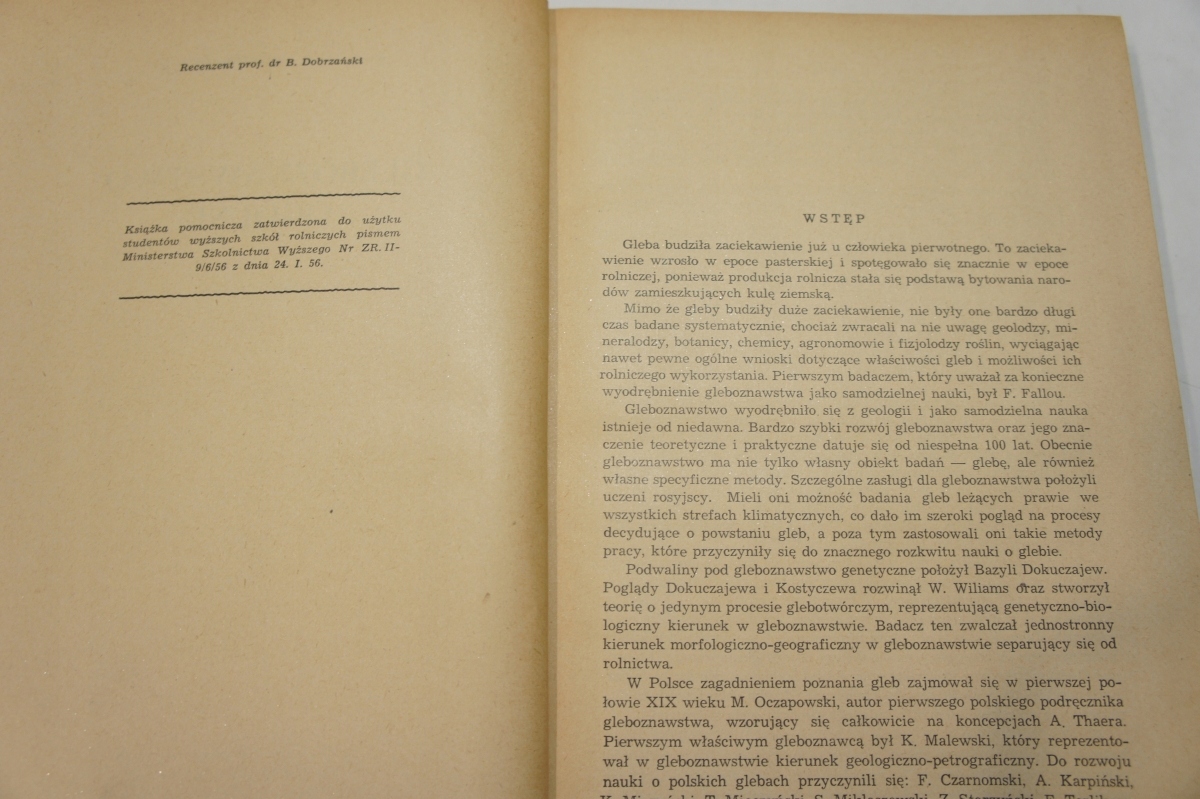 Recenzent prof. dr B. Dobrzański
Książka pomocnicza zatwierdzona do użytku
studentów wyższych szkół rolniczych pismem
Ministerstwa Szkolnictwa Wyższego Nr ZR. II-
9/6/56 z dnia 24. I. 56.
WSTĘP
Gleba budziła zaciekawienie już u człowieka pierwotnego. To zacieka-
wienie wzrosło w epoce pasterskiej i spotęgowało się znacznie w epoce
rolniczej, ponieważ produkcja rolnicza stała się podstawą bytowania naro-
dów zamieszkujących kulę ziemską.
Mimo że gleby budziły duże zaciekawienie, nie były one bardzo długi
czas badane systematycznie, chociaż zwracali na nie uwagę geolodzy, mi-
neralodzy, botanicy, chemicy, agronomowie i fizjolodzy roślin, wyciągając
nawet pewne ogólne wnioski dotyczące właściwości gleb i możliwości ich
rolniczego wykorzystania. Pierwszym badaczem, który uważał za konieczne
wyodrębnienie gleboznawstwa jako samodzielnej nauki, był F. Fallou.
Gleboznawstwo wyodrębniło się z geologii i jako samodzielna nauka
istnieje od niedawna. Bardzo szybki rozwój gleboznawstwa oraz jego zna-
czenie teoretyczne i praktyczne datuje się od niespełna 100 lat. Obecnie
gleboznawstwo ma nie tylko własny obiekt badań — glebę, ale również
własne specyficzne metody. Szczególne zasługi dla gleboznawstwa położyli
uczeni rosyjscy. Mieli oni możność badania gleb leżących prawie we
wszystkich strefach klimatycznych, co dało im szeroki pogląd na procesy
decydujące o powstaniu gleb, a poza tym zastosowali oni takie metody
pracy, które przyczyniły się do znacznego rozkwitu nauki o glebie.
Podwaliny pod gleboznawstwo genetyczne położył Bazyli Dokuczajew.
Poglądy Dokuczajewa i Kostyczewa rozwinął W. Wiliams oraz stworzył
teorię o jedynym procesie glebotwórczym, reprezentującą genetyczno-bio-
logiczny kierunek w gleboznawstwie. Badacz ten zwalczał jednostronny
kierunek morfologiczno-geograficzny w gleboznawstwie separujący się od
rolnictwa.
W Polsce zagadnieniem poznania gleb zajmował się w pierwszej po-
łowie XIX wieku M. Oczapowski, autor pierwszego polskiego podręcznika
gleboznawstwa, wzorujący się całkowicie na koncepcjach A. Thaera.
Pierwszym właściwym gleboznawcą był K. Malewski, który reprezento-
wał w gleboznawstwie kierunek geologiczno-petrograficzny. Do rozwoju
nauki o polskich glebach przyczynili się: F. Czarnomski, A. Karpiński,